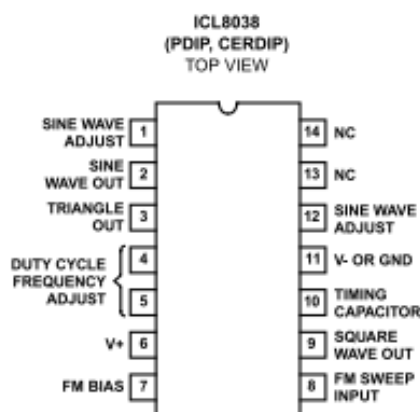 ICL8038
(PDIP, CERDIP)
TOP VIEW
SINE WAVE
ADJUST
1
SINE
WAVE OUT
2
TRIANGLE
OUT
3
DUTY CYCLE
FREQUENCY
ADJUST
4
5
V+
6
FM BIAS
7
14
NC
13
NC
12
SINE WAVE
ADJUST
11
V- OR GND
10
TIMING
CAPACITOR
9
SQUARE
WAVE OUT
8
FM SWEEP
INPUT